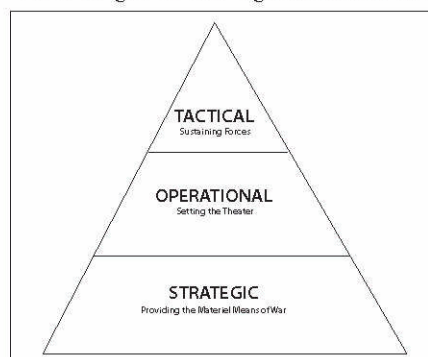 TACTICAL
Sustaining Forces
OPERATIONAL
Setting the Theater
STRATEGIC
Providing the Materiel Means of War